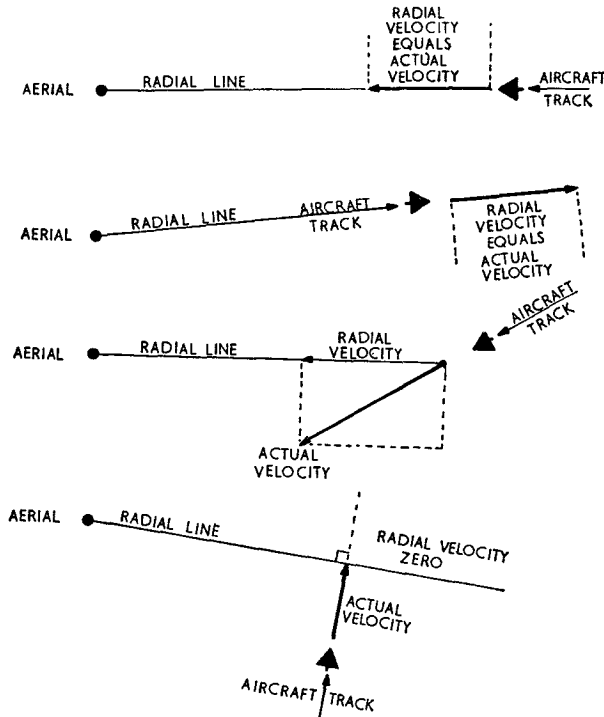 RADIAL
VELOCITY
EQUALS
ACTUAL
VELOCITY
AERIAL
RADIAL LINE
AIRCRAFT
TRACK
AERIAL
RADIAL LINE
AIRCRAFT
TRACK
RADIAL
VELOCITY
EQUALS
ACTUAL
VELOCITY
AIRCRAFT
TRACK
AERIAL
RADIAL LINE
RADIAL
VELOCITY
ACTUAL
VELOCITY
AERIAL
RADIAL LINE
RADIAL VELOCITY
ZERO
ACTUAL
VELOCITY
AIRCRAFT TRACK